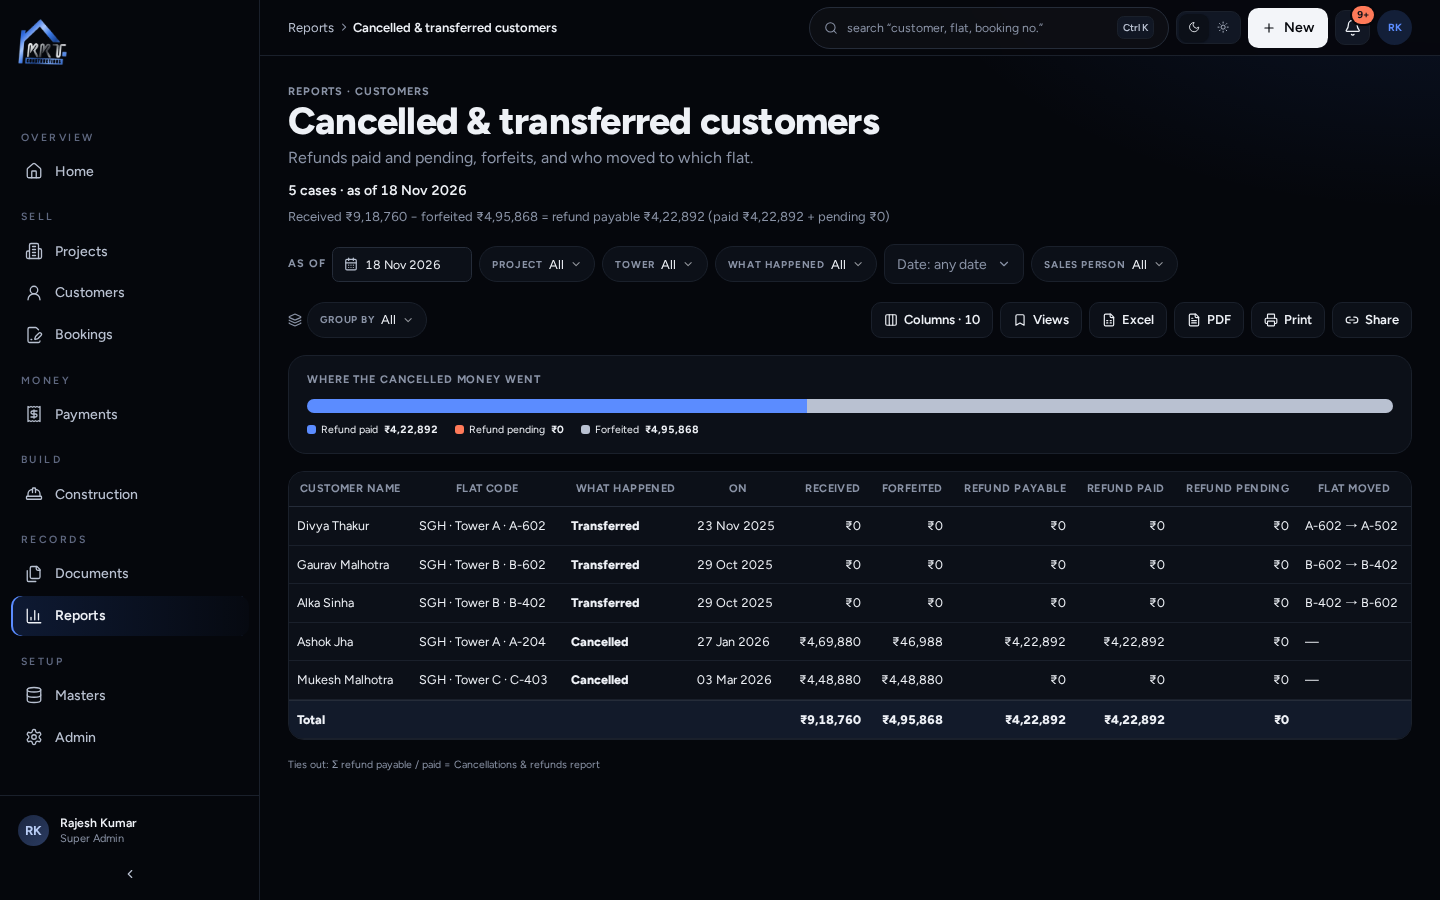 Reports > Cancelled & transferred customers
search “customer, flat, booking no.”
Ctrl K
+ New
9+
RK
OVERVIEW
Home
SELL
Projects
Customers
Bookings
MONEY
Payments
BUILD
Construction
RECORDS
Documents
Reports
SETUP
Masters
Admin
RK
Rajesh Kumar
Super Admin
REPORTS · CUSTOMERS
Cancelled & transferred customers
Refunds paid and pending, forfeits, and who moved to which flat.
5 cases · as of 18 Nov 2026
Received ₹9,18,760 − forfeited ₹4,95,868 = refund payable ₹4,22,892 (paid ₹4,22,892 + pending ₹0)
AS OF 18 Nov 2026 PROJECT All TOWER All WHAT HAPPENED All Date: any date SALES PERSON All
GROUP BY All Columns · 10 Views Excel PDF Print Share
WHERE THE CANCELLED MONEY WENT
Refund paid ₹4,22,892 Refund pending ₹0 Forfeited ₹4,95,868
CUSTOMER NAME FLAT CODE WHAT HAPPENED ON RECEIVED FORFEITED REFUND PAYABLE REFUND PAID REFUND PENDING FLAT MOVED
Divya Thakur SGH · Tower A · A-602 Transferred 23 Nov 2025 ₹0 ₹0 ₹0 ₹0 ₹0 A-602 → A-502
Gaurav Malhotra SGH · Tower B · B-602 Transferred 29 Oct 2025 ₹0 ₹0 ₹0 ₹0 ₹0 B-602 → B-402
Alka Sinha SGH · Tower B · B-402 Transferred 29 Oct 2025 ₹0 ₹0 ₹0 ₹0 ₹0 B-402 → B-602
Ashok Jha SGH · Tower A · A-204 Cancelled 27 Jan 2026 ₹4,69,880 ₹46,988 ₹4,22,892 ₹4,22,892 ₹0 —
Mukesh Malhotra SGH · Tower C · C-403 Cancelled 03 Mar 2026 ₹4,48,880 ₹4,48,880 ₹0 ₹0 ₹0 —
Total ₹9,18,760 ₹4,95,868 ₹4,22,892 ₹4,22,892 ₹0
Ties out: Σ refund payable / paid = Cancellations & refunds report